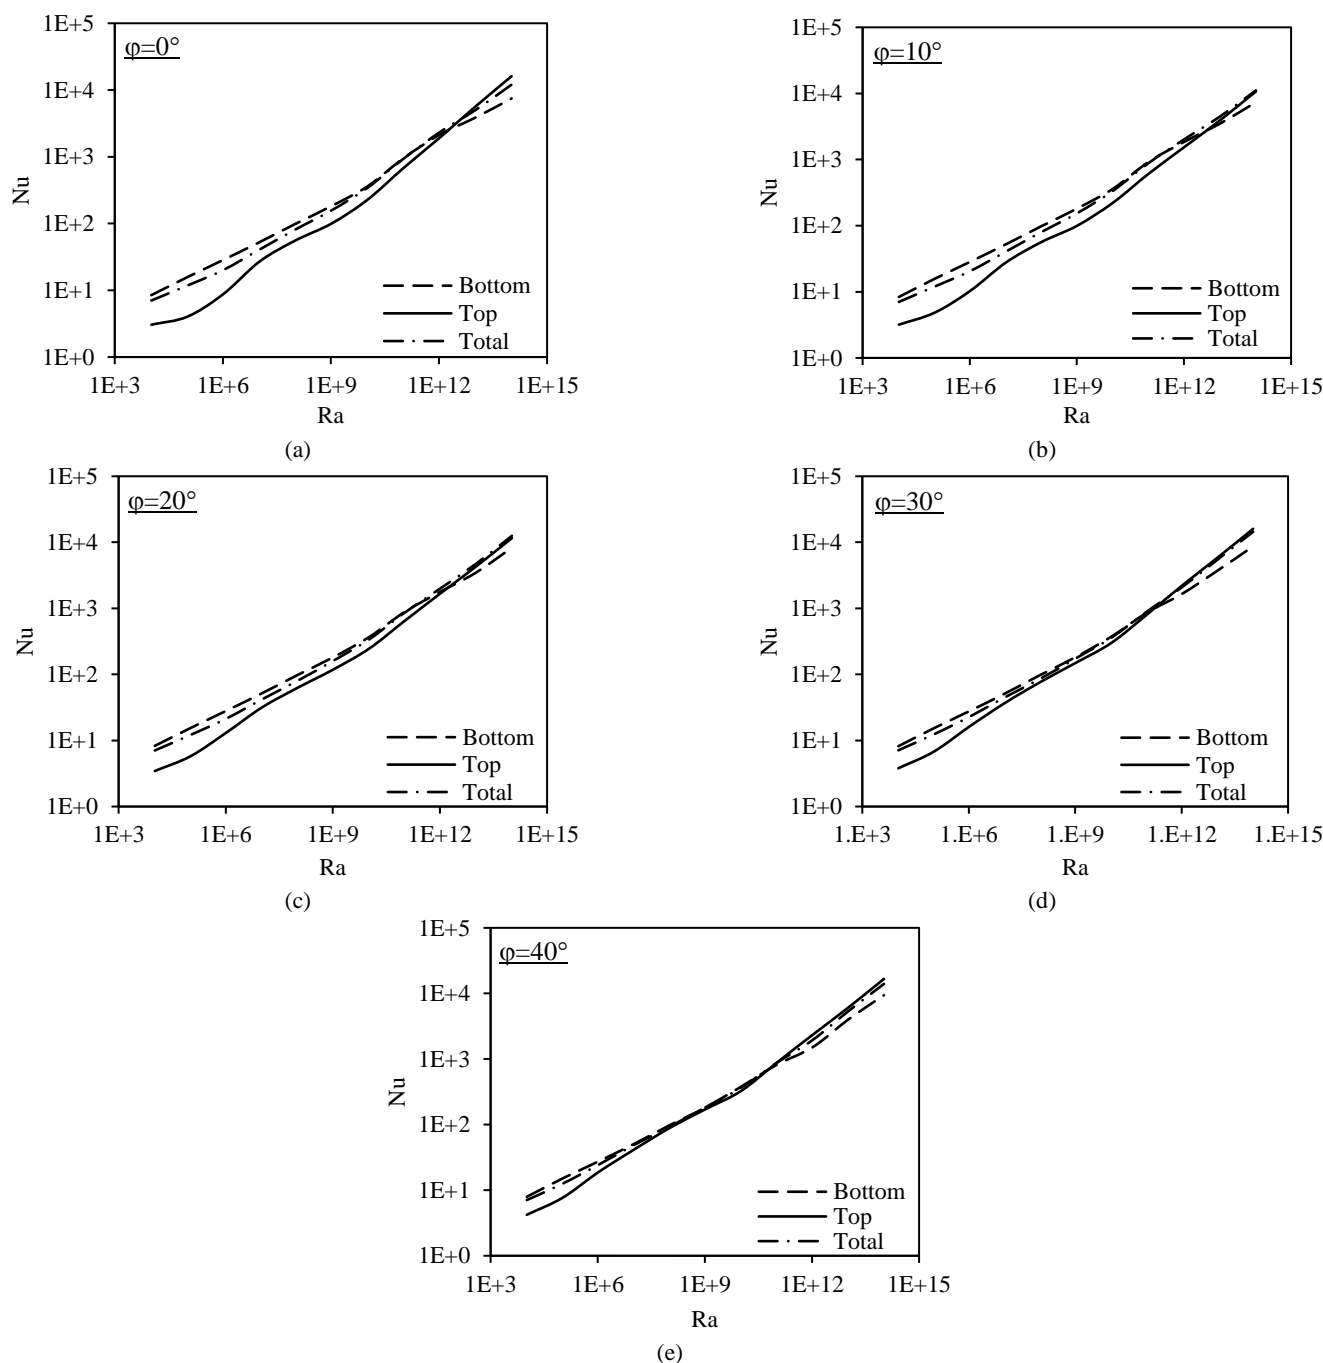 1E+5
φ=0°
1E+4
1E+3
Nu
1E+2
1E+1
1E+0
Bottom
Top
Total
1E+3 1E+6 1E+9 1E+12 1E+15
Ra
(a)
1E+5
φ=10°
1E+4
1E+3
Nu
1E+2
1E+1
1E+0
Bottom
Top
Total
1E+3 1E+6 1E+9 1E+12 1E+15
Ra
(b)
1E+5
φ=20°
1E+4
1E+3
Nu
1E+2
1E+1
1E+0
Bottom
Top
Total
1E+3 1E+6 1E+9 1E+12 1E+15
Ra
(c)
1E+5
φ=30°
1E+4
1E+3
Nu
1E+2
1E+1
1E+0
Bottom
Top
Total
1.E+3 1.E+6 1.E+9 1.E+12 1.E+15
Ra
(d)
1E+5
φ=40°
1E+4
1E+3
Nu
1E+2
1E+1
1E+0
Bottom
Top
Total
1E+3 1E+6 1E+9 1E+12 1E+15
Ra
(e)